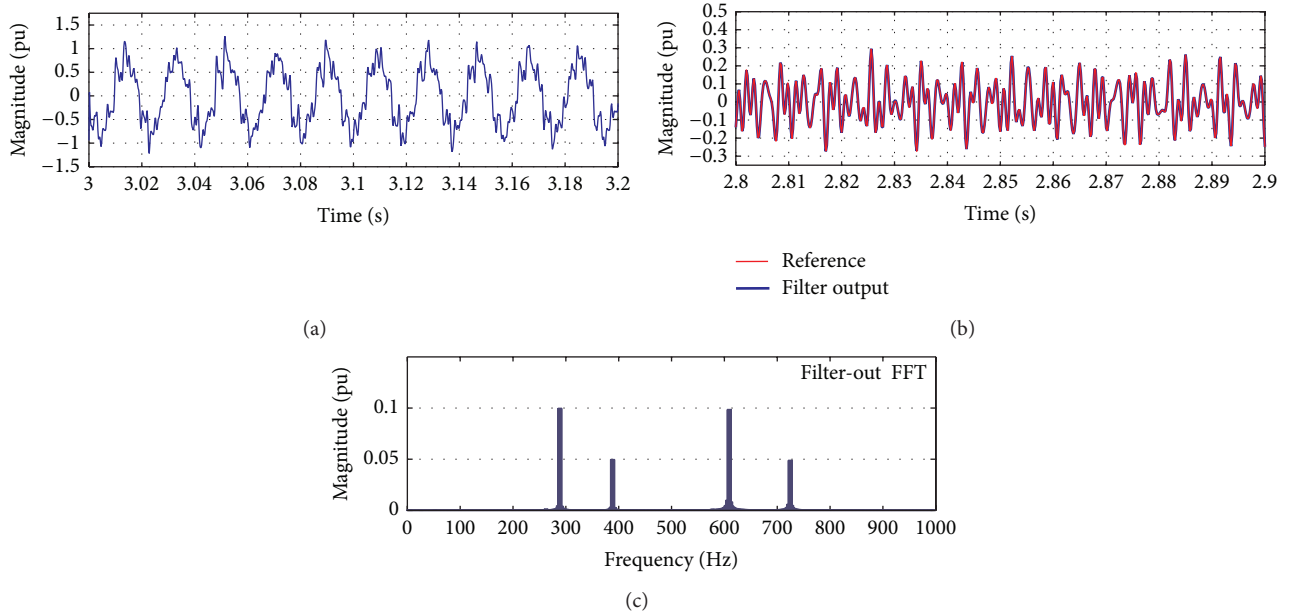 1.5
1
0.5
0
−0.5
−1
1.5
Magnitude (pu)
3 3.02 3.04 3.06 3.08 3.1 3.12 3.14 3.16 3.18 3.2
Time (s)
(a)
0.5
0.4
0.3
0.2
0.1
0
−0.1
−0.2
−0.3
Magnitude (pu)
2.8 2.81 2.82 2.83 2.84 2.85 2.86 2.87 2.88 2.89 2.9
Time (s)
Reference
Filter output
(b)
Filter-out FFT
0.1
0.05
0
Magnitude (pu)
0 100 200 300 400 500 600 700 800 900 1000
Frequency (Hz)
(c)